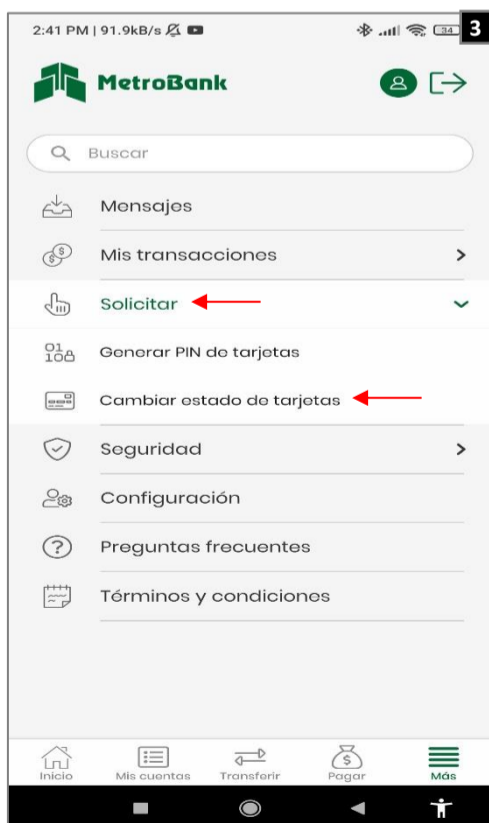 2:41 PM | 91.9kB/s 34
3
MetroBank
Buscar
Mensajes
Mis transacciones
Solicitar
Generar PIN de tarjetas
Cambiar estado de tarjetas
Seguridad
Configuración
Preguntas frecuentes
Términos y condiciones
Inicio Mis cuentas Transferir Pagar Más